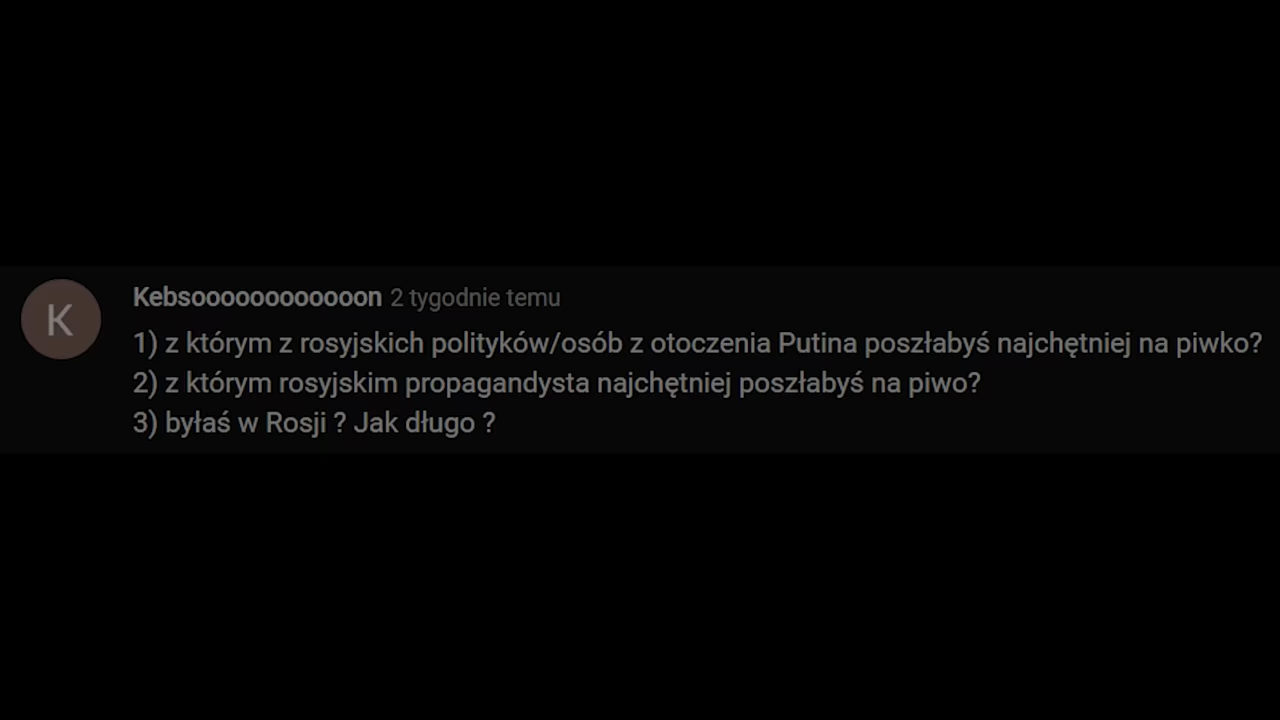 K
Kebsoooooooooooon 2 tygodnie temu
1) z którym z rosyjskich polityków/osób z otoczenia Putina poszłabyś najchętniej na piwko?
2) z którym rosyjskim propagandysta najchętniej poszłabyś na piwo?
3) byłaś w Rosji ? Jak długo ?